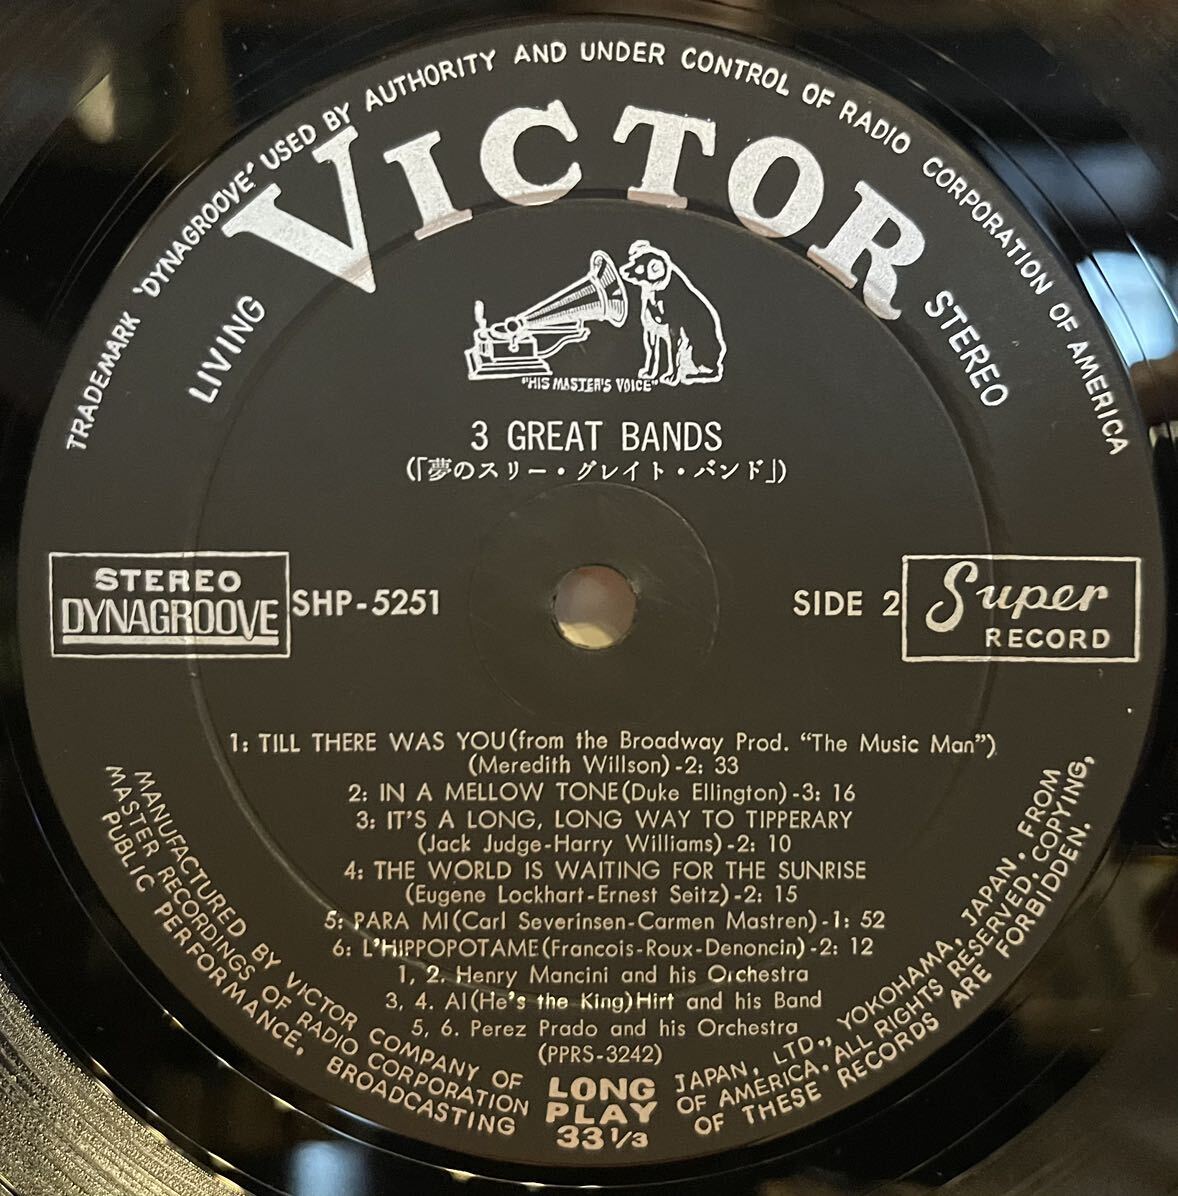 TRADEMARK 'DYNAGROOVE' USED BY AUTHORITY AND UNDER CONTROL OF RADIO CORPORATION OF AMERICA
VICTOR
LIVING
STEREO
"HIS MASTER'S VOICE"
3 GREAT BANDS
(「夢のスリー・グレイト・バンド」)
STEREO
DYNAGROOVE
SHP-5251
SIDE 2
Super
RECORD
1: TILL THERE WAS YOU(from the Broadway Prod. "The Music Man")
(Meredith Willson)-2: 33
2: IN A MELLOW TONE(Duke Ellington)-3: 16
3: IT'S A LONG, LONG WAY TO TIPPERARY
(Jack Judge-Harry Williams)-2: 10
4: THE WORLD IS WAITING FOR THE SUNRISE
(Eugene Lockhart-Ernest Seitz)-2: 15
5: PARA MI(Carl Severinsen-Carmen Mastren)-1: 52
6: L'HIPPOPOTAME(Francois-Roux-Denoncin)-2: 12
1, 2. Henry Mancini and his Orchestra
3, 4. Al(He's the King)Hirt and his Band
5, 6. Perez Prado and his Orchestra
(PPRS-3242)
MANUFACTURED BY VICTOR COMPANY OF JAPAN, LTD., YOKOHAMA, JAPAN. FROM
MASTER RECORDINGS OF RADIO CORPORATION OF AMERICA. ALL RIGHTS RESERVED. COPYING,
PUBLIC PERFORMANCE, BROADCASTING OF THESE RECORDS ARE FORBIDDEN.
LONG
PLAY
33 1/3